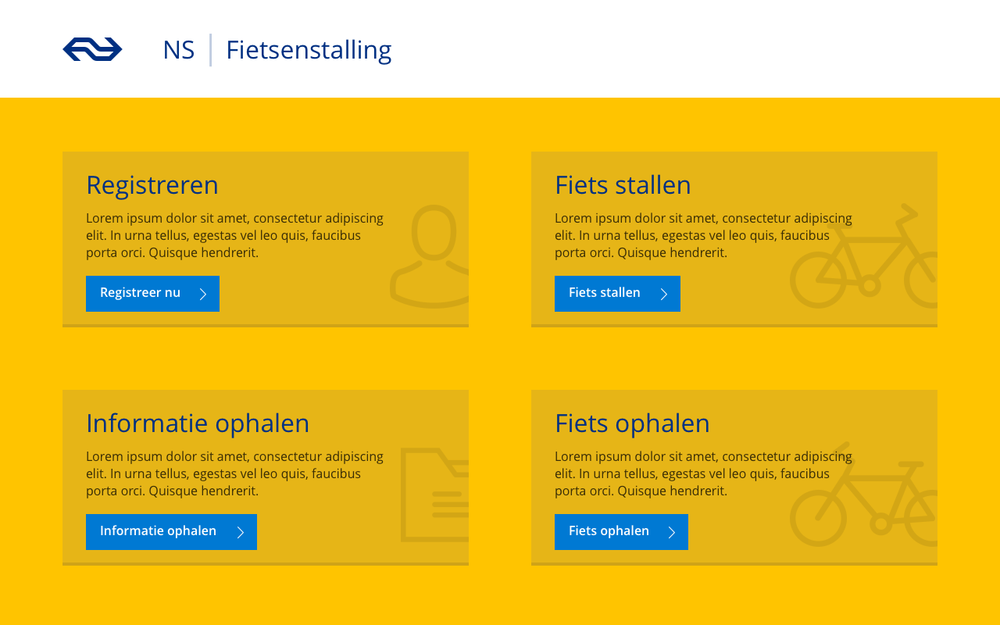 NS | Fietsenstalling
Registreren
Lorem ipsum dolor sit amet, consectetur adipiscing
elit. In urna tellus, egestas vel leo quis, faucibus
porta orci. Quisque hendrerit.
Registreer nu
Fiets stallen
Lorem ipsum dolor sit amet, consectetur adipiscing
elit. In urna tellus, egestas vel leo quis, faucibus
porta orci. Quisque hendrerit.
Fiets stallen
Informatie ophalen
Lorem ipsum dolor sit amet, consectetur adipiscing
elit. In urna tellus, egestas vel leo quis, faucibus
porta orci. Quisque hendrerit.
Informatie ophalen
Fiets ophalen
Lorem ipsum dolor sit amet, consectetur adipiscing
elit. In urna tellus, egestas vel leo quis, faucibus
porta orci. Quisque hendrerit.
Fiets ophalen